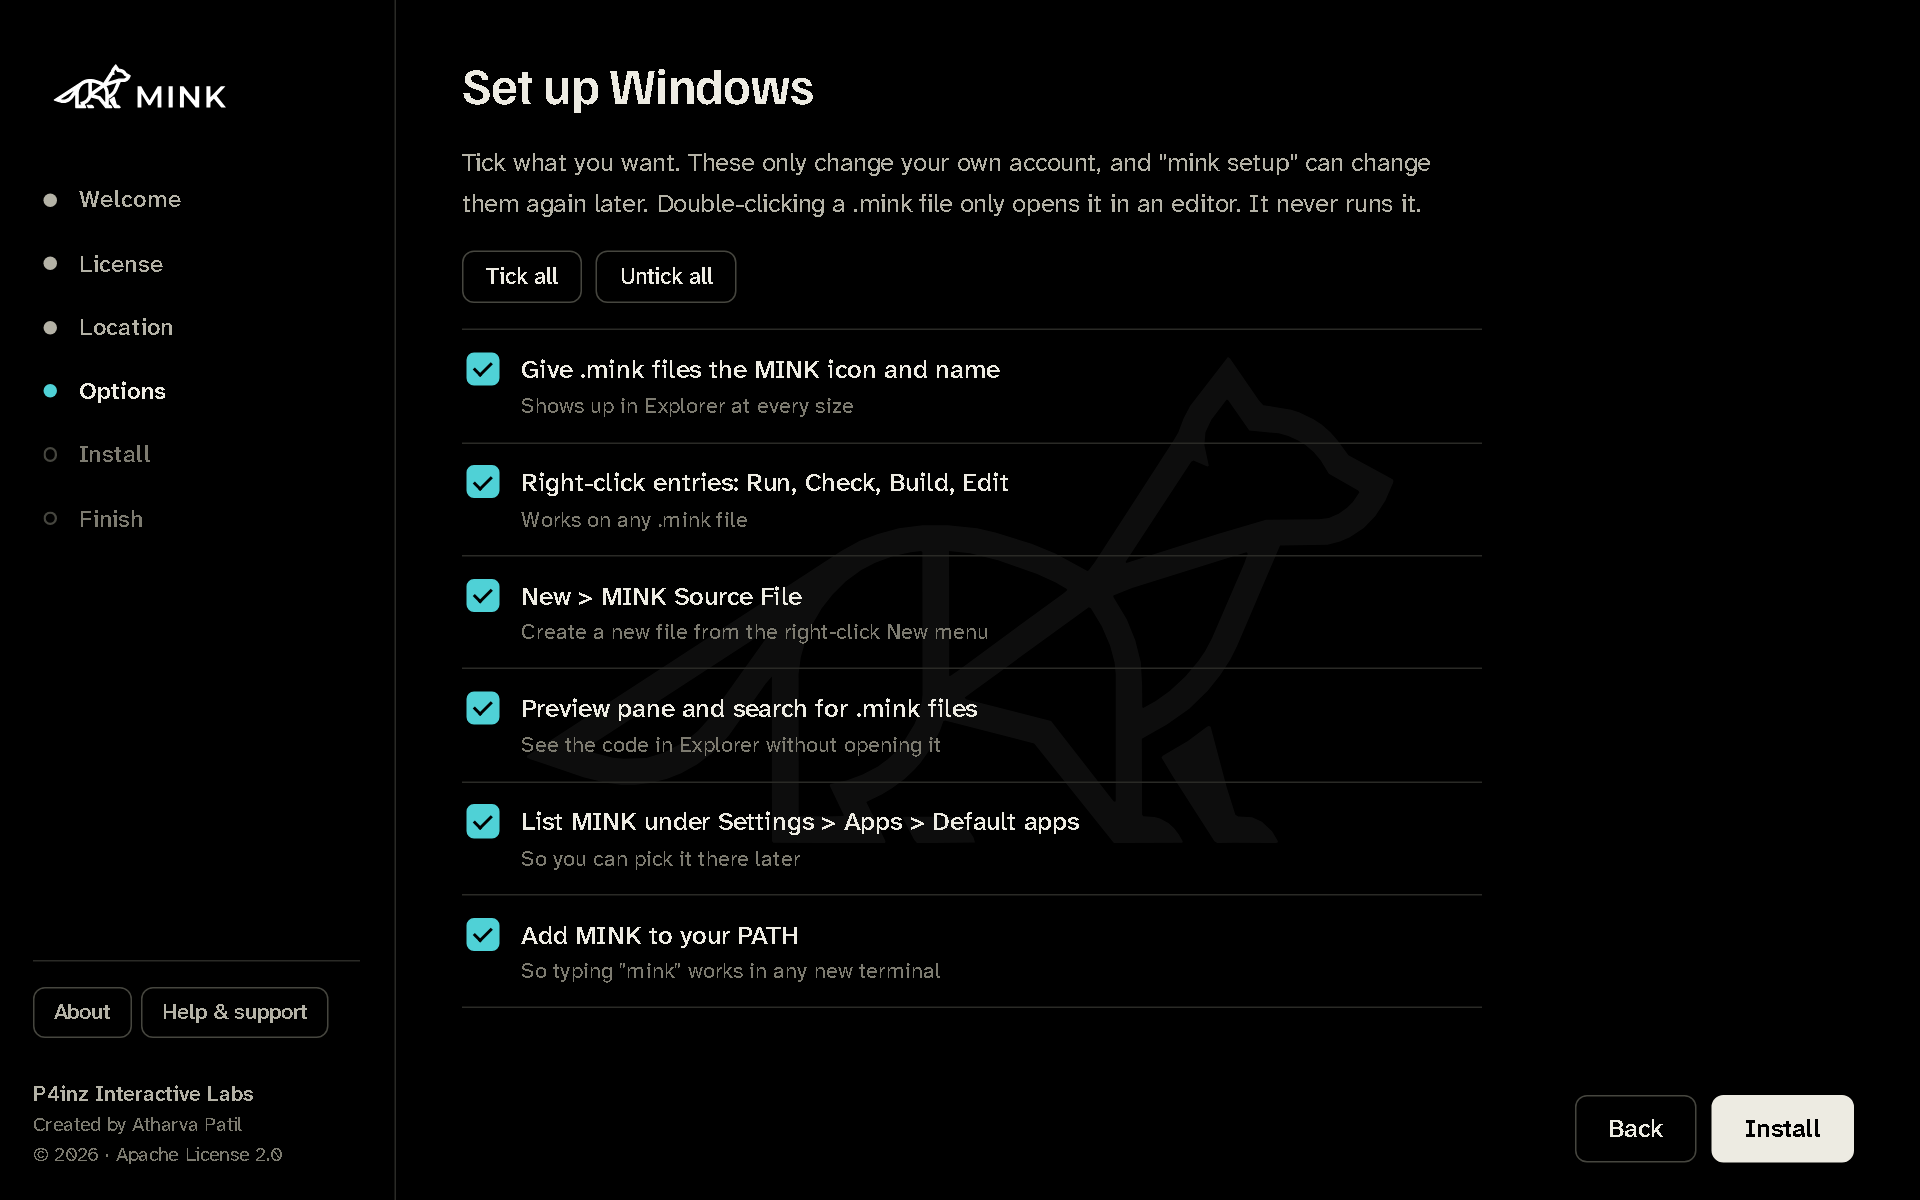 MINK
Welcome
License
Location
Options
Install
Finish
About
Help & support
P4inz Interactive Labs
Created by Atharva Patil
© 2026 · Apache License 2.0
Set up Windows
Tick what you want. These only change your own account, and "mink setup" can change
them again later. Double-clicking a .mink file only opens it in an editor. It never runs it.
Tick all
Untick all
Give .mink files the MINK icon and name
Shows up in Explorer at every size
Right-click entries: Run, Check, Build, Edit
Works on any .mink file
New > MINK Source File
Create a new file from the right-click New menu
Preview pane and search for .mink files
See the code in Explorer without opening it
List MINK under Settings > Apps > Default apps
So you can pick it there later
Add MINK to your PATH
So typing "mink" works in any new terminal
Back
Install